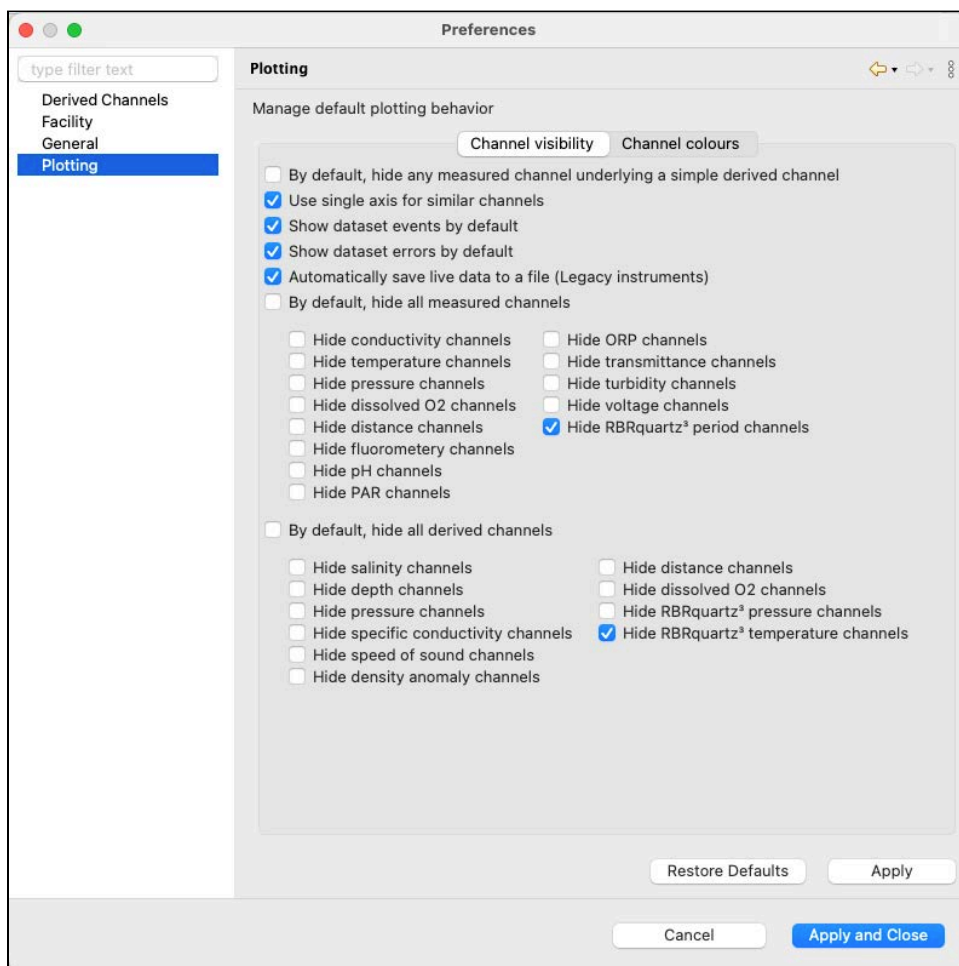 Preferences
type filter text
Plotting
Derived Channels
Facility
General
Plotting
Manage default plotting behavior
Channel visibility Channel colours
By default, hide any measured channel underlying a simple derived channel
Use single axis for similar channels
Show dataset events by default
Show dataset errors by default
Automatically save live data to a file (Legacy instruments)
By default, hide all measured channels
Hide conductivity channels Hide ORP channels
Hide temperature channels Hide transmittance channels
Hide pressure channels Hide turbidity channels
Hide dissolved O2 channels Hide voltage channels
Hide distance channels Hide RBRquartz³ period channels
Hide fluorometery channels
Hide pH channels
Hide PAR channels
By default, hide all derived channels
Hide salinity channels Hide distance channels
Hide depth channels Hide dissolved O2 channels
Hide pressure channels Hide RBRquartz³ pressure channels
Hide specific conductivity channels Hide RBRquartz³ temperature channels
Hide speed of sound channels
Hide density anomaly channels
Restore Defaults Apply
Cancel Apply and Close